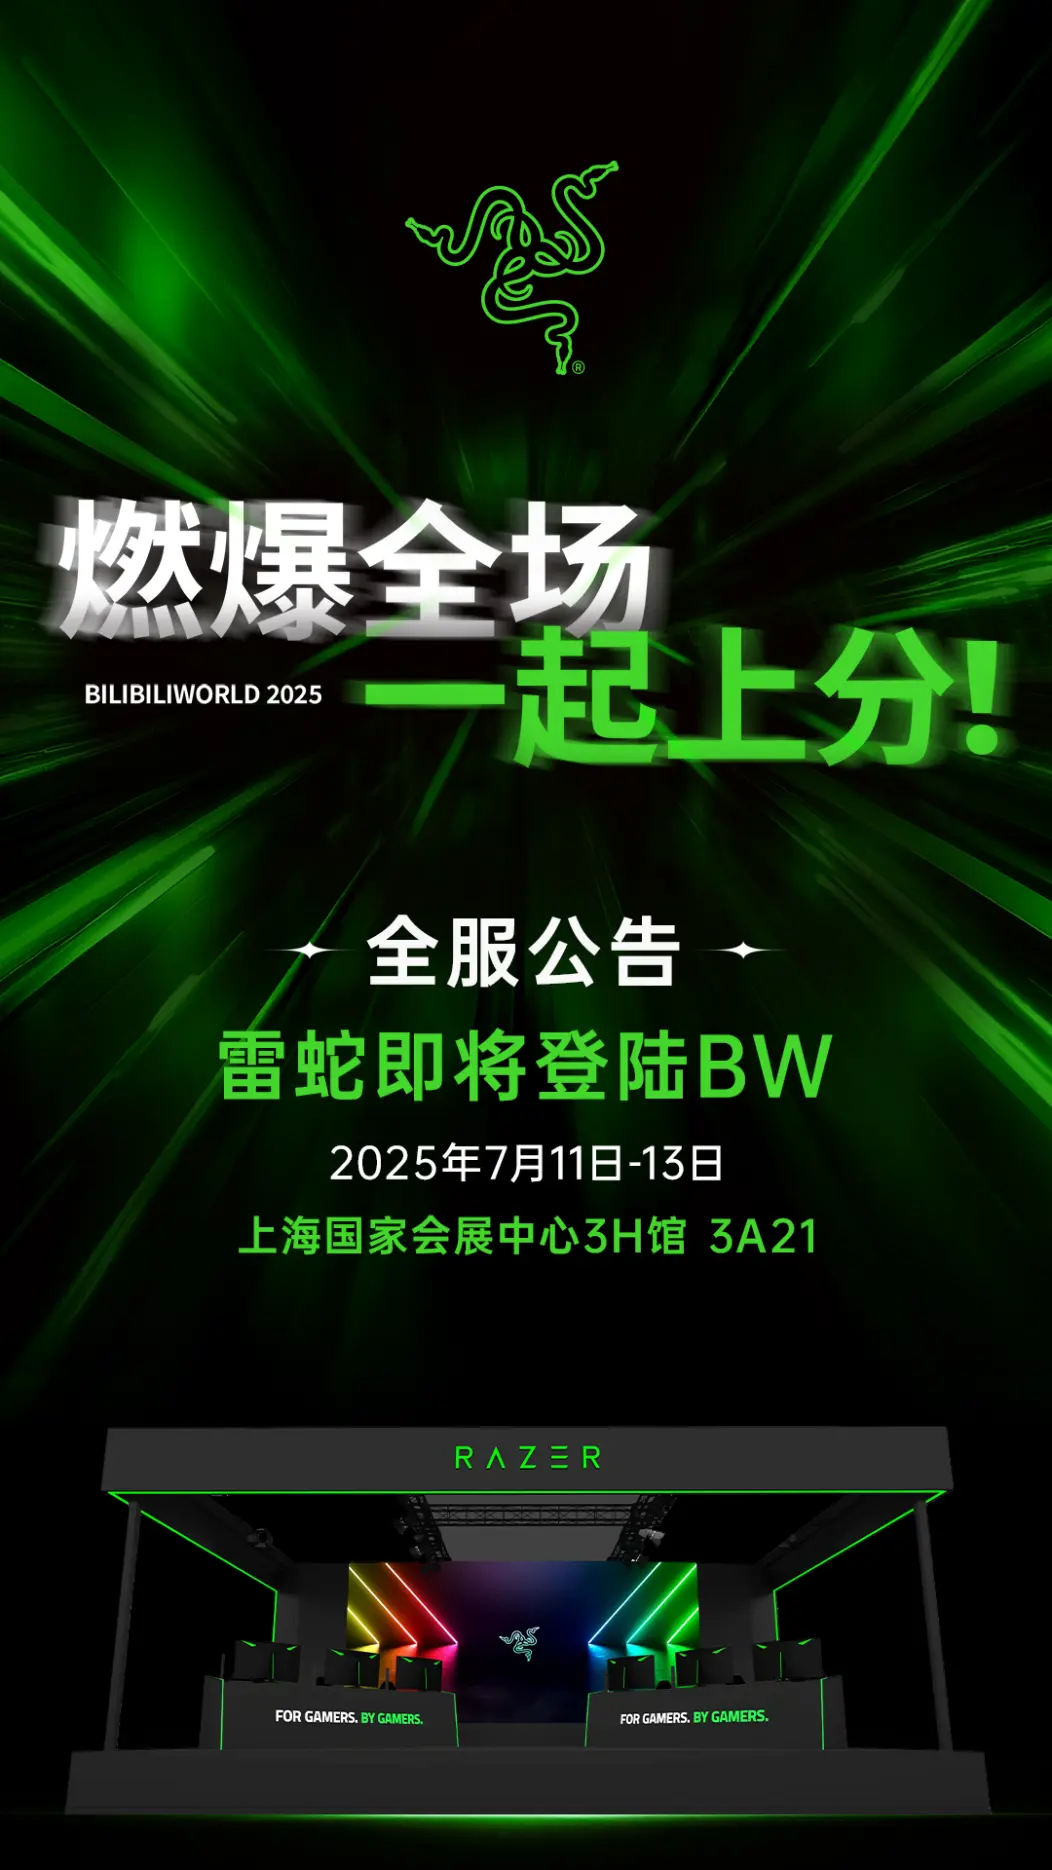 ®
燃爆全场
一起上分!
BILIBILIWORLD 2025
全服公告
雷蛇即将登陆BW
2025年7月11日-13日
上海国家会展中心3H馆 3A21
RAZER
FOR GAMERS. BY GAMERS.
FOR GAMERS. BY GAMERS.